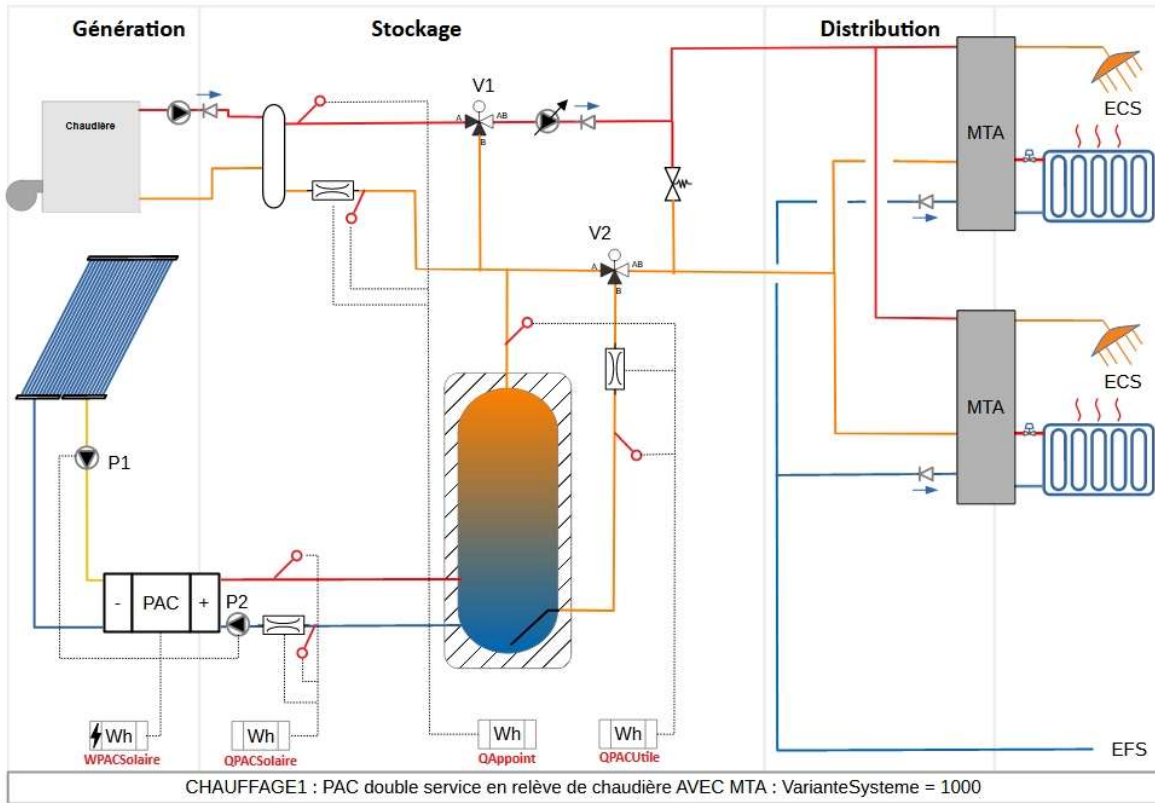 Génération
Stockage
Distribution
Chaudière
V1
A
AB
B
MTA
ECS
V2
A
AB
B
MTA
ECS
P1
- PAC +
P2
Wh
WPACSolaire
Wh
QPACSolaire
Wh
QAppoint
Wh
QPACUtile
EFS
CHAUFFAGE1 : PAC double service en relève de chaudière AVEC MTA : VarianteSysteme = 1000